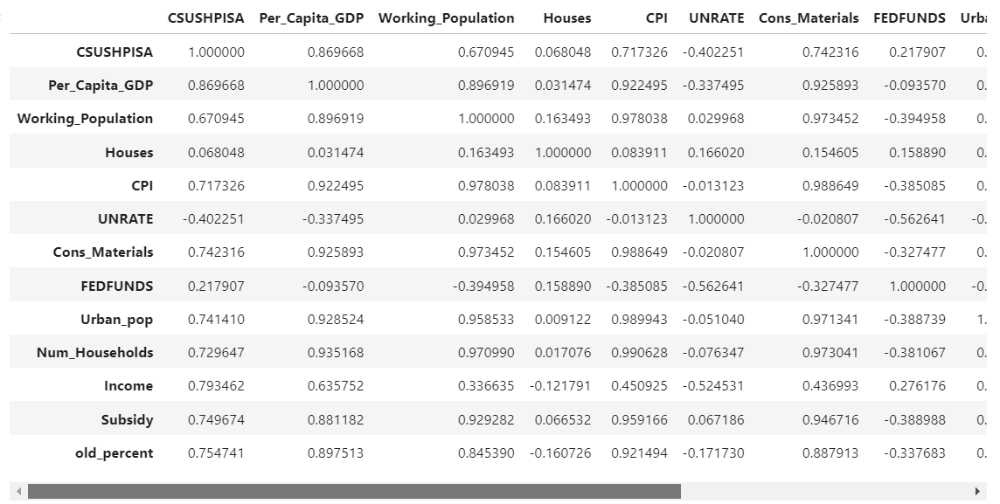 CSUSHPISA Per_Capita_GDP Working_Population Houses CPI UNRATE Cons_Materials FEDFUNDS Urba
CSUSHPISA 1.000000 0.869668 0.670945 0.068048 0.717326 -0.402251 0.742316 0.217907 0.
Per_Capita_GDP 0.869668 1.000000 0.896919 0.031474 0.922495 -0.337495 0.925893 -0.093570 0.
Working_Population 0.670945 0.896919 1.000000 0.163493 0.978038 0.029968 0.973452 -0.394958 0.
Houses 0.068048 0.031474 0.163493 1.000000 0.083911 0.166020 0.154605 0.158890 0.
CPI 0.717326 0.922495 0.978038 0.083911 1.000000 -0.013123 0.988649 -0.385085 0.
UNRATE -0.402251 -0.337495 0.029968 0.166020 -0.013123 1.000000 -0.020807 -0.562641 -0.
Cons_Materials 0.742316 0.925893 0.973452 0.154605 0.988649 -0.020807 1.000000 -0.327477 0.
FEDFUNDS 0.217907 -0.093570 -0.394958 0.158890 -0.385085 -0.562641 -0.327477 1.000000 -0.
Urban_pop 0.741410 0.928524 0.958533 0.009122 0.989943 -0.051040 0.971341 -0.388739 1.
Num_Households 0.729647 0.935168 0.970990 0.017076 0.990628 -0.076347 0.973041 -0.381067 0.
Income 0.793462 0.635752 0.336635 -0.121791 0.450925 -0.524531 0.436993 0.276176 0.
Subsidy 0.749674 0.881182 0.929282 0.066532 0.959166 0.067186 0.946716 -0.388988 0.
old_percent 0.754741 0.897513 0.845390 -0.160726 0.921494 -0.171730 0.887913 -0.337683 0.